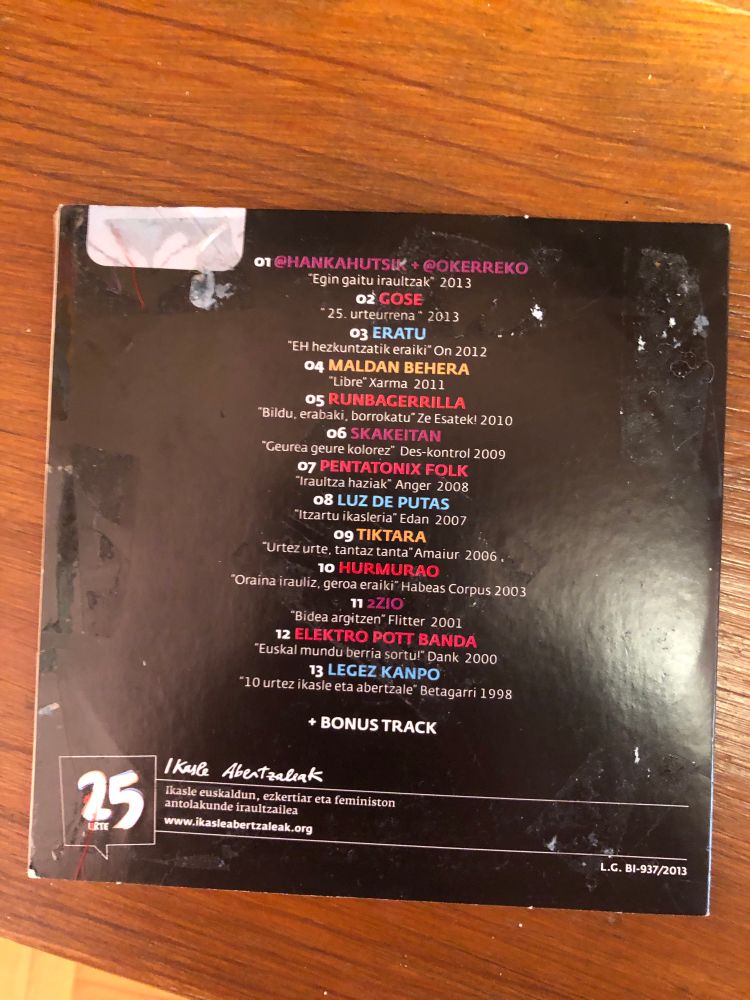 01 @HANKAHUTSIK + @OKERREKO
"Egin gaitu iraultzak" 2013
02 GOSE
" 25. urteurrena " 2013
03 ERATU
"EH hezkuntzatik eraiki" On 2012
04 MALDAN BEHERA
"Libre" Xarma 2011
05 RUNBAGERRILLA
"Bildu, erabaki, borrokatu" Ze Esatek! 2010
06 SKAKEITAN
"Geurea geure kolorez" Des-kontrol 2009
07 PENTATONIX FOLK
"Iraultza haziak" Anger 2008
08 LUZ DE PUTAS
"Itzartu ikasleria" Edan 2007
09 TIKTARA
"Urtez urte, tantaz tanta" Amaiur 2006
10 HURMURAO
"Oraina irauliz, geroa eraiki" Habeas Corpus 2003
11 2ZIO
"Bidea argitzen" Flitter 2001
12 ELEKTRO POTT BANDA
"Euskal mundu berria sortu!" Dank 2000
13 LEGEZ KANPO
"10 urtez ikasle eta abertzale" Betagarri 1998
+ BONUS TRACK
25
URTE
Ikasle Abertzaleak
Ikasle euskaldun, ezkertiar eta feministon
antolakunde iraultzailea
www.ikasleabertzaleak.org
L.G. BI-937/2013